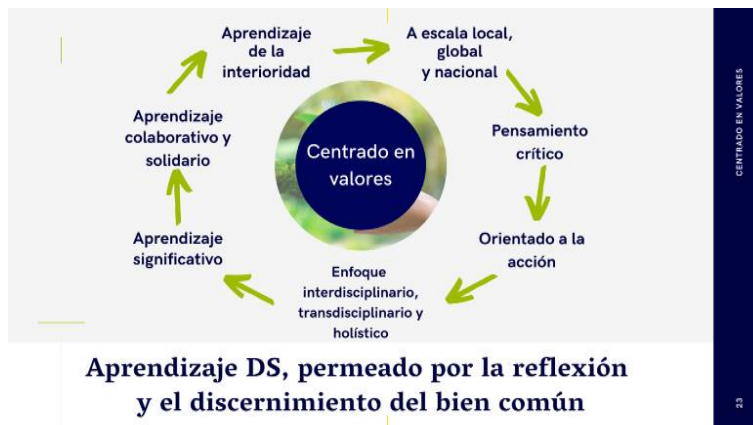 Aprendizaje
de la
interioridad
A escala local,
global
y nacional
Pensamiento
crítico
Orientado a la
acción
Enfoque
interdisciplinario,
transdisciplinario y
holístico
Aprendizaje
significativo
Aprendizaje
colaborativo y
solidario
Centrado en
valores
Aprendizaje DS, permeado por la reflexión
y el discernimiento del bien común
CENTRADO EN VALORES
23